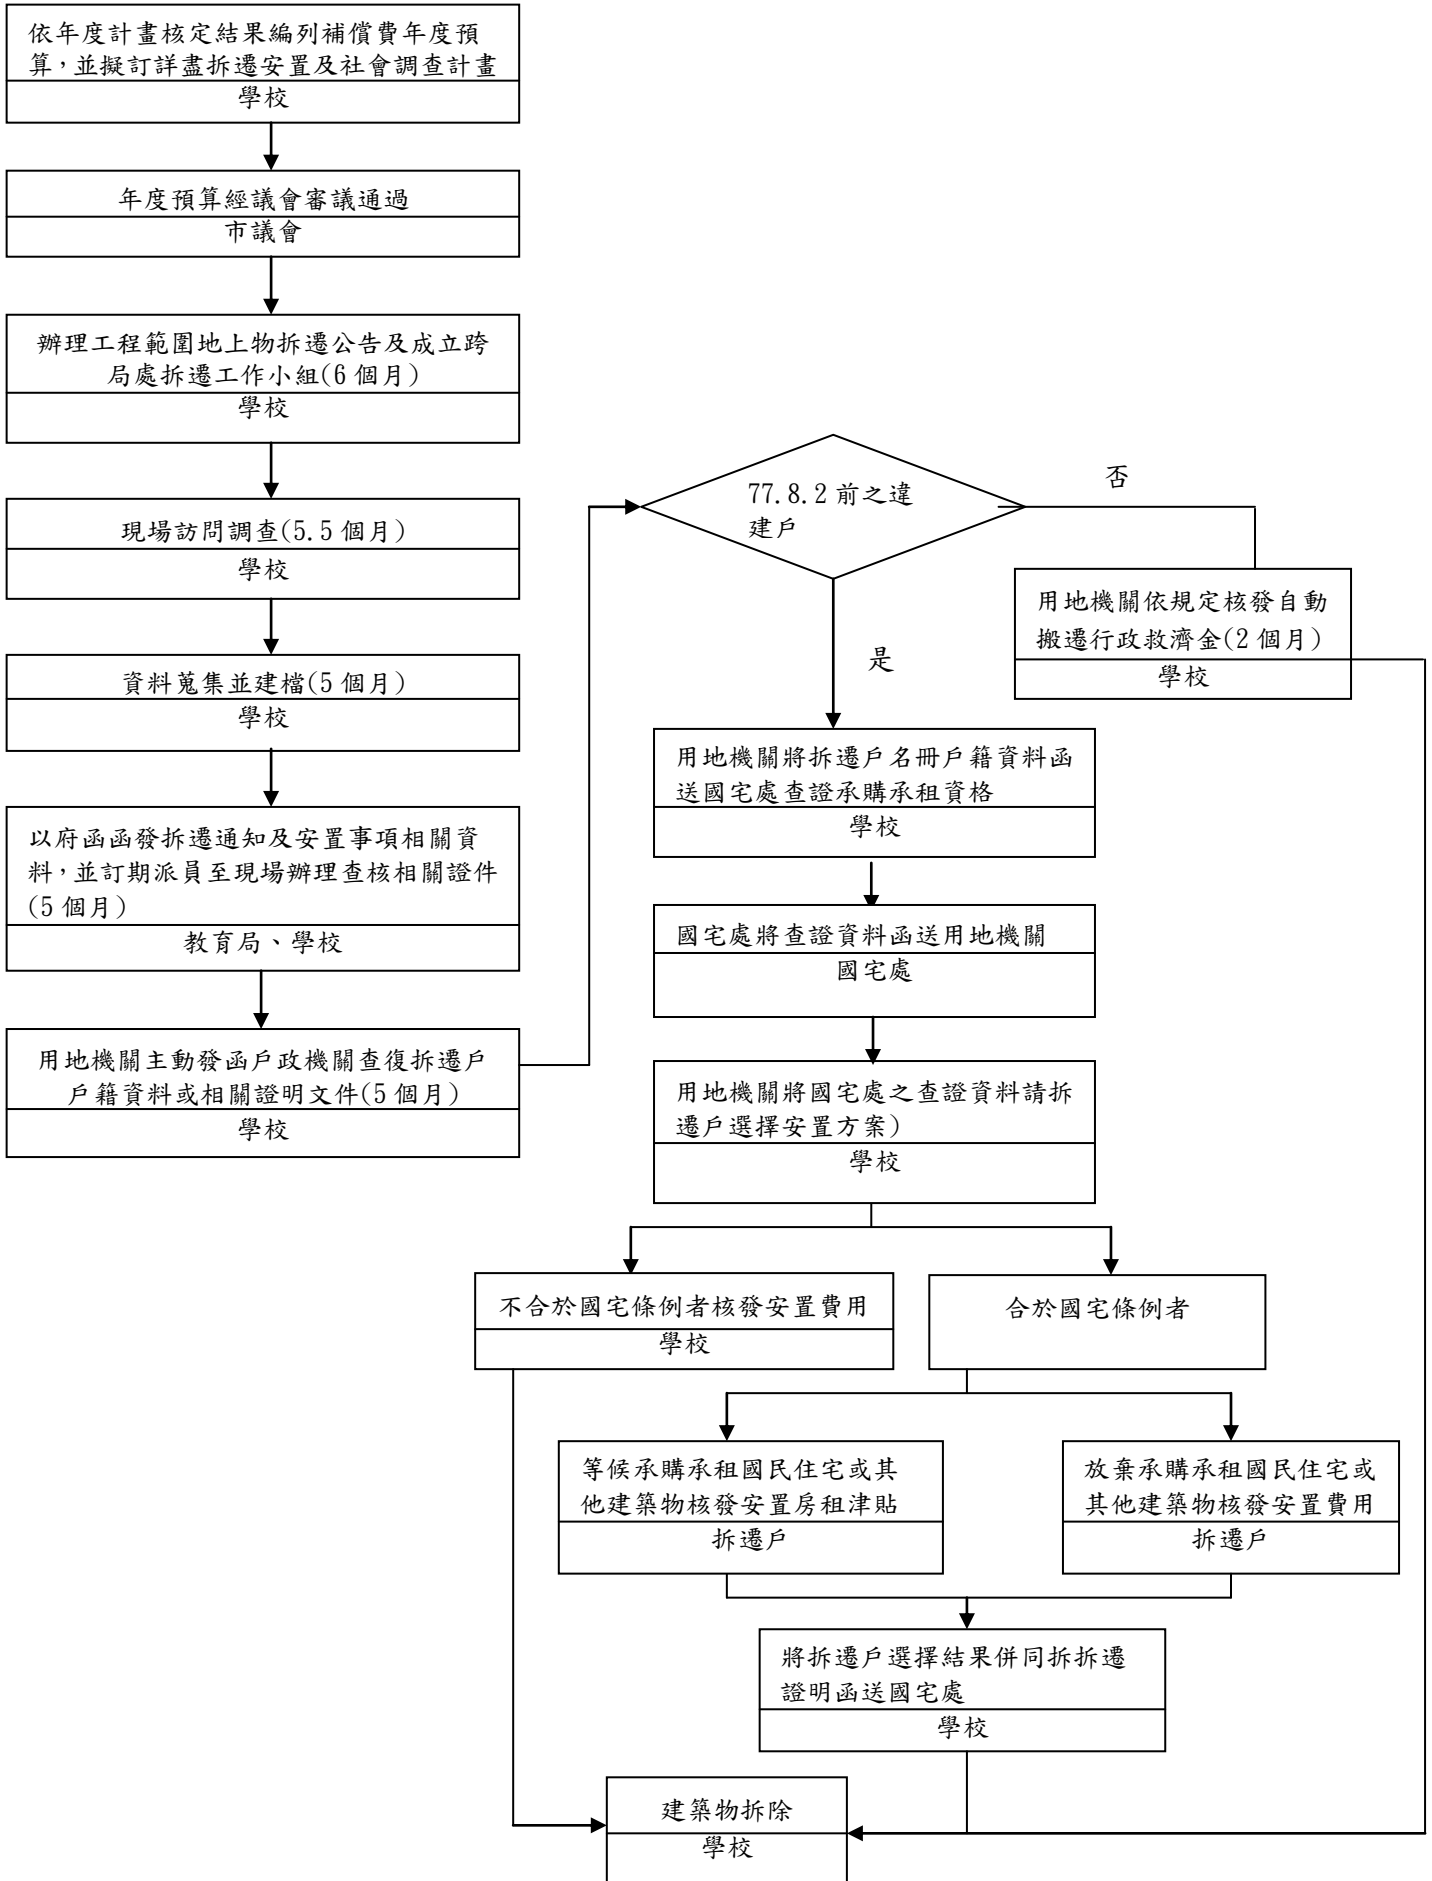 依年度計畫核定結果編列補償費年度預
算，並擬訂詳盡拆遷安置及社會調查計畫
學校
年度預算經議會審議通過
市議會
辦理工程範圍地上物拆遷公告及成立跨
局處拆遷工作小組(6 個月)
學校
現場訪問調查(5.5 個月)
學校
資料蒐集並建檔(5 個月)
學校
以府函函發拆遷通知及安置事項相關資
料，並訂期派員至現場辦理查核相關證件
(5 個月)
教育局、學校
用地機關主動發函戶政機關查復拆遷戶
戶籍資料或相關證明文件(5 個月)
學校
77.8.2 前之違
建戶
否
用地機關依規定核發自動
搬遷行政救濟金(2 個月)
學校
是
用地機關將拆遷戶名冊戶籍資料函
送國宅處查證承購承租資格
學校
國宅處將查證資料函送用地機關
國宅處
用地機關將國宅處之查證資料請拆
遷戶選擇安置方案)
學校
不合於國宅條例者核發安置費用
學校
合於國宅條例者
等候承購承租國民住宅或其
他建築物核發安置房租津貼
拆遷戶
放棄承購承租國民住宅或
其他建築物核發安置費用
拆遷戶
將拆遷戶選擇結果併同拆拆遷
證明函送國宅處
學校
建築物拆除
學校